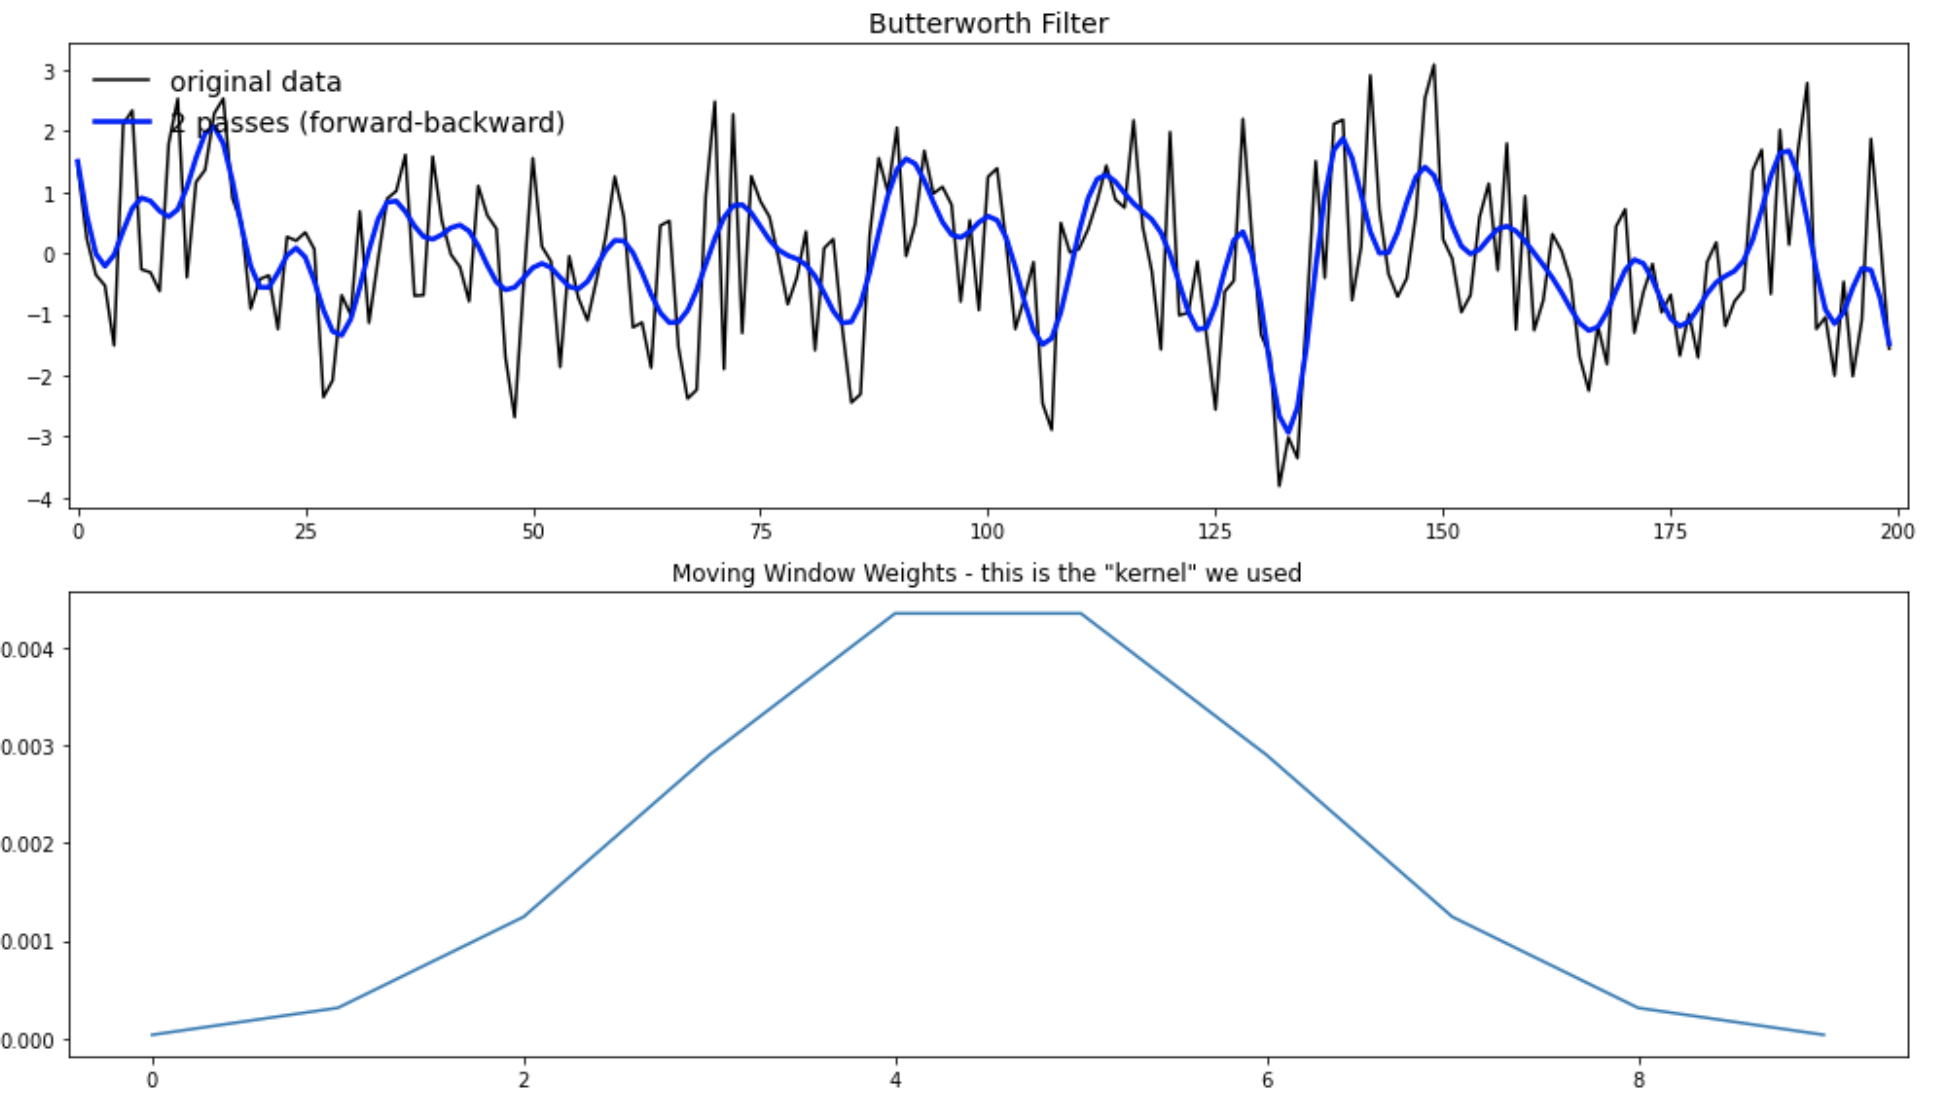 Butterworth Filter
3
original data
2 passes (forward-backward)
2
1
0
−1
−2
−3
−4
0 25 50 75 100 125 150 175 200
Moving Window Weights - this is the "kernel" we used
0.004
0.003
0.002
0.001
0.000
0 2 4 6 8